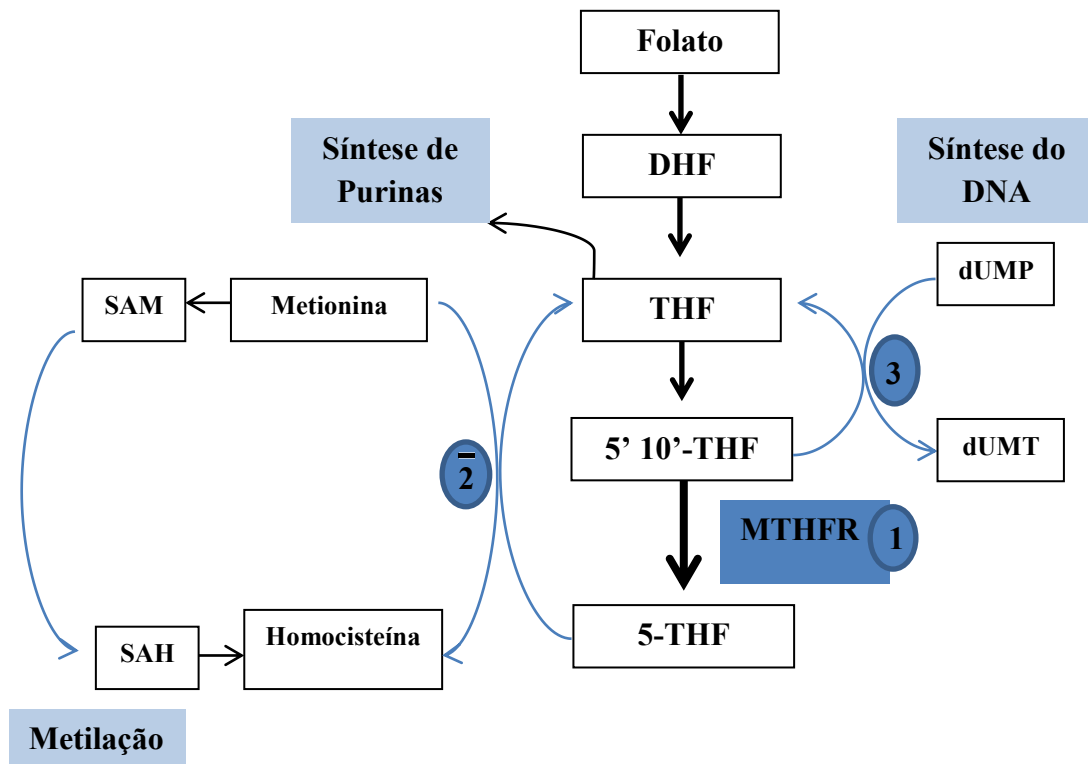 Folato
Síntese de
Purinas
DHF
Síntese do
DNA
SAM
Metionina
THF
dUMP
3
5' 10'-THF
dUMT
2
MTHFR
1
SAH
Homocisteína
5-THF
Metilação